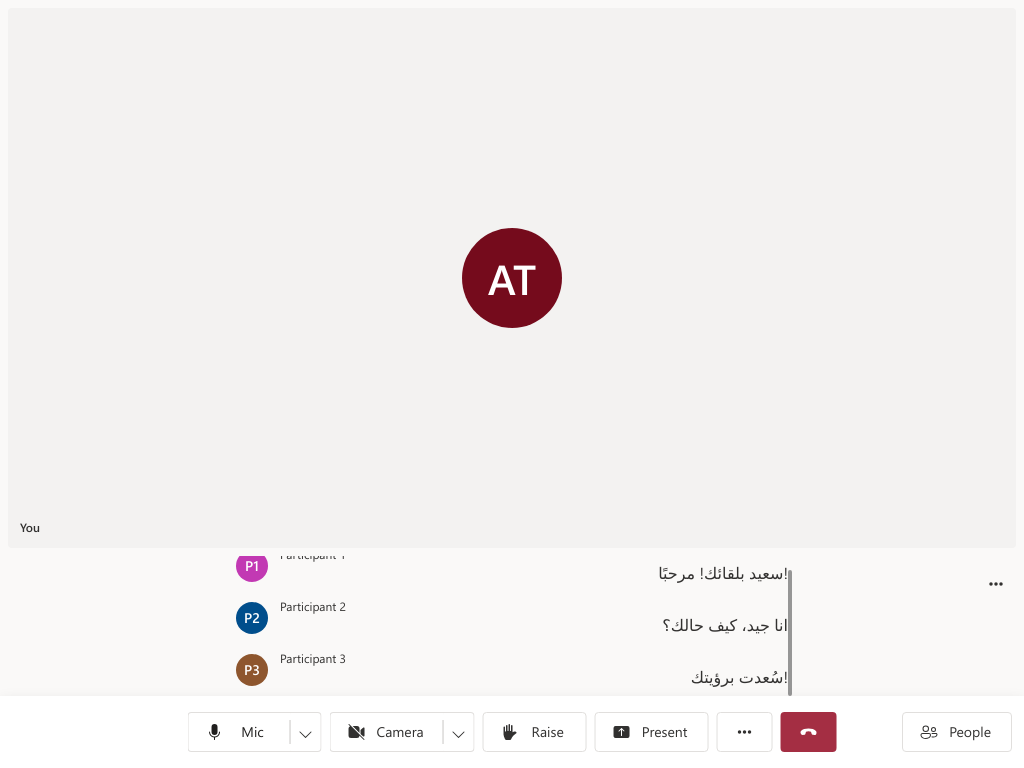 AT
You
P1
Participant 1
سعيد بلقائك! مرحبًا!
P2
Participant 2
انا جيد، كيف حالك؟
P3
Participant 3
سُعدت برؤيتك!
Mic
Camera
Raise
Present
People